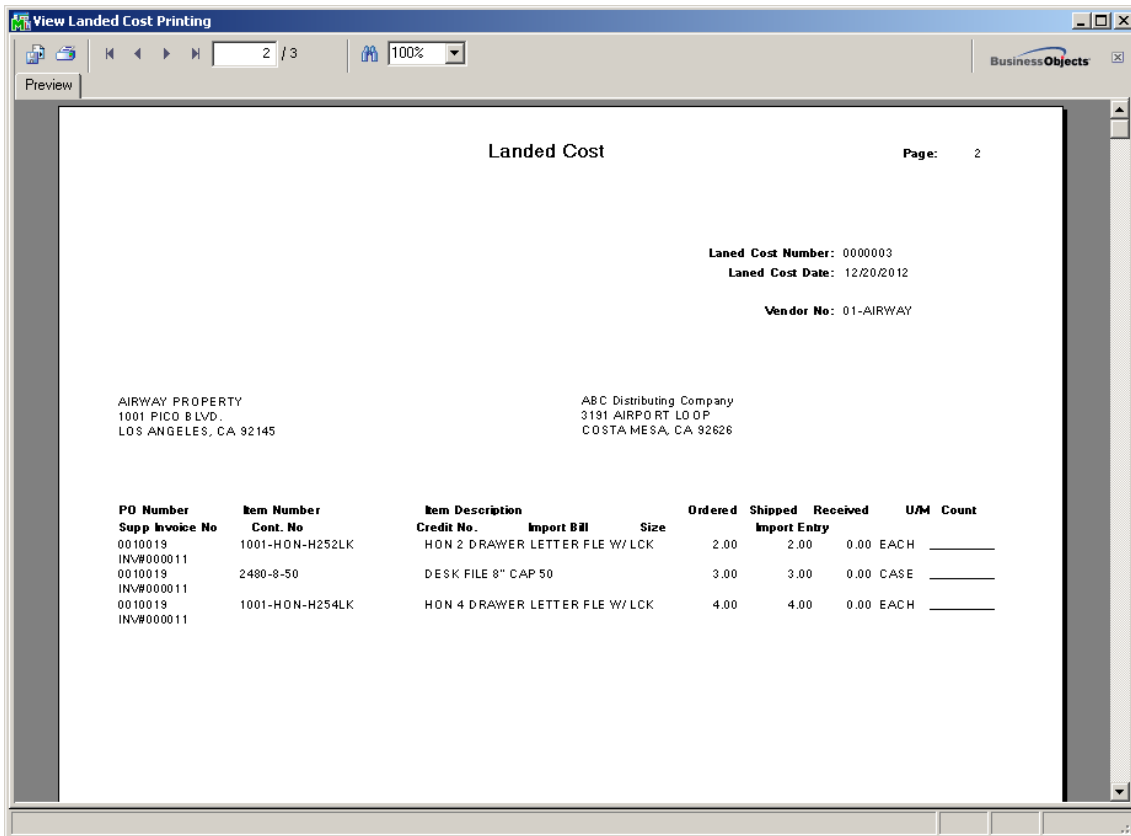 View Landed Cost Printing
2 / 3 100% BusinessObjects
Preview
Landed Cost Page: 2
Laned Cost Number: 0000003
Laned Cost Date: 12/20/2012
Vendor No: 01-AIRWAY
AIRWAY PROPERTY ABC Distributing Company
1001 PICO BLVD. 3191 AIRPORT LOOP
LOS ANGELES, CA 92145 COSTA MESA, CA 92626
PO Number Item Number Item Description Ordered Shipped Received U/M Count
Supp Invoice No Cont. No Credit No. Import Bill Size Import Entry
0010019 1001-HON-H252LK HON 2 DRAWER LETTER FLE W/ LCK 2.00 2.00 0.00 EACH
INV#000011
0010019 2480-8-50 DESK FILE 8" CAP 50 3.00 3.00 0.00 CASE
INV#000011
0010019 1001-HON-H254LK HON 4 DRAWER LETTER FLE W/ LCK 4.00 4.00 0.00 EACH
INV#000011